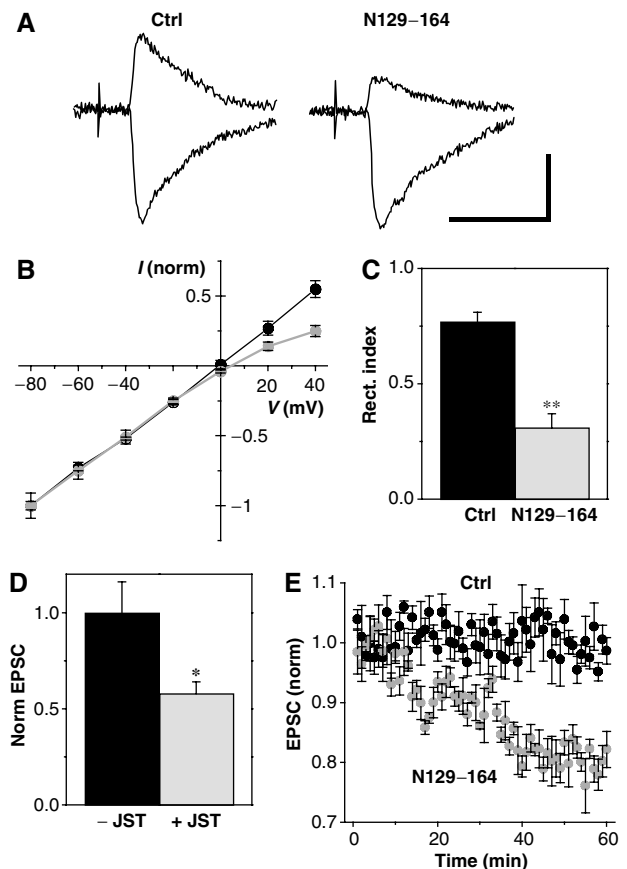 A
Ctrl
N129–164
B
I (norm)
0.5
–80
–60
–40
20
40
V (mV)
–0.5
–1
C
Rect. index
1.0
0.5
0.0
**
Ctrl
N129–164
D
Norm EPSC
1.0
0.5
0.0
*
– JST
+ JST
E
EPSC (norm)
1.1
1.0
0.9
0.8
0.7
Ctrl
N129–164
0
20
40
60
Time (min)